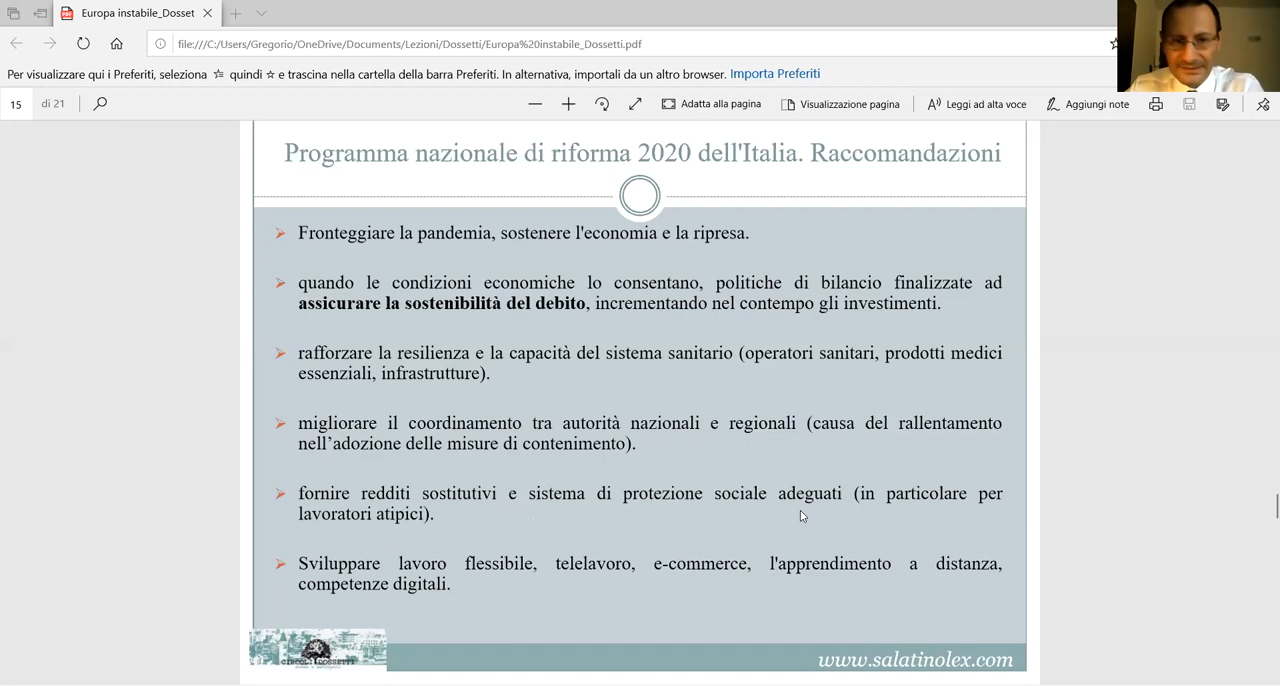 Europa instabile_Dosset
file:///C:/Users/Gregorio/OneDrive/Documents/Lezioni/Dossetti/Europa%20instabile_Dossetti.pdf
Per visualizzare qui i Preferiti, seleziona quindi e trascina nella cartella della barra Preferiti. In alternativa, importali da un altro browser. Importa Preferiti
15 di 21 Adatta alla pagina Visualizzazione pagina Leggi ad alta voce Aggiungi note
Programma nazionale di riforma 2020 dell'Italia. Raccomandazioni
Fronteggiare la pandemia, sostenere l'economia e la ripresa.
quando le condizioni economiche lo consentano, politiche di bilancio finalizzate ad
assicurare la sostenibilità del debito, incrementando nel contempo gli investimenti.
rafforzare la resilienza e la capacità del sistema sanitario (operatori sanitari, prodotti medici
essenziali, infrastrutture).
migliorare il coordinamento tra autorità nazionali e regionali (causa del rallentamento
nell'adozione delle misure di contenimento).
fornire redditi sostitutivi e sistema di protezione sociale adeguati (in particolare per
lavoratori atipici).
Sviluppare lavoro flessibile, telelavoro, e-commerce, l'apprendimento a distanza,
competenze digitali.
www.salatinolex.com